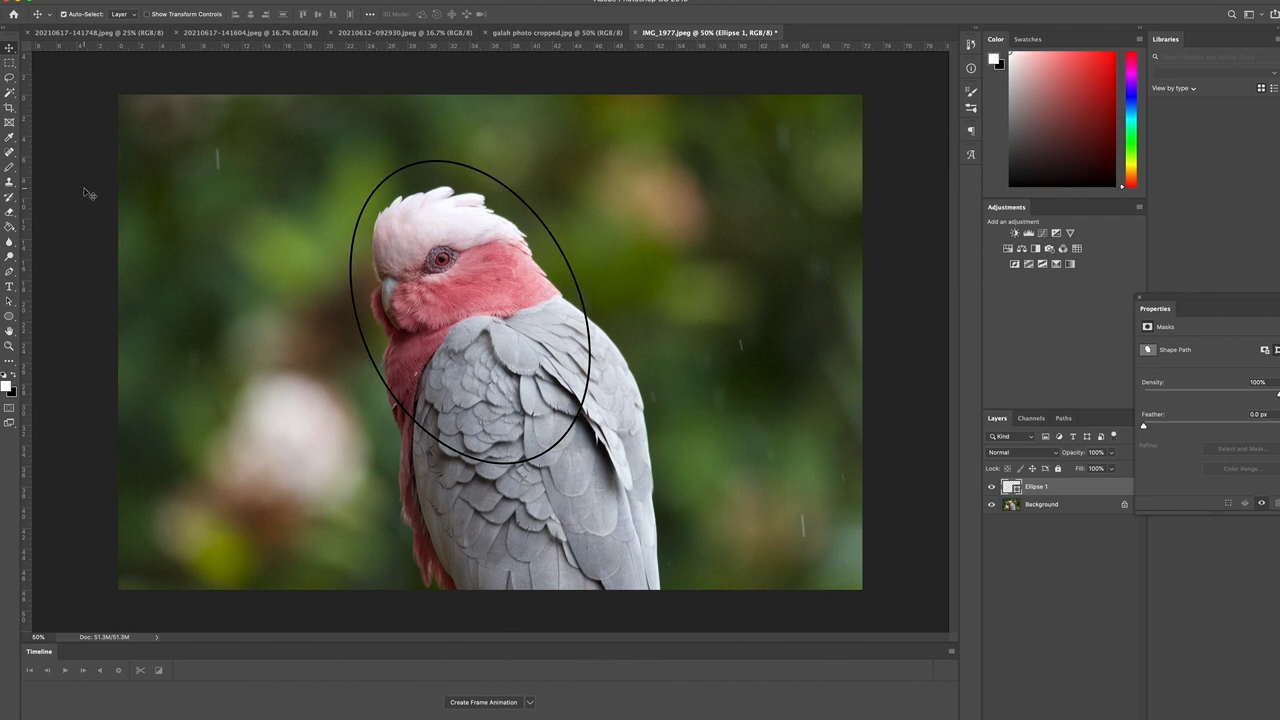 Adobe Photoshop CC 2019
Auto-Select: Layer Show Transform Controls 3D Mode:
20210617-141748.jpeg @ 25% (RGB/8) 20210617-141604.jpeg @ 16.7% (RGB/8) 20210612-092930.jpg @ 16.7% (RGB/8) galah photo cropped.jpg @ 50% (RGB/8) IMG_1977.jpeg @ 50% (Ellipse 1, RGB/8) *
Color Swatches
Libraries
View by type
Adjustments
Add an adjustment
Properties
Masks
Shape Path
Density: 100%
Feather: 0.0 px
Refine:
Select and Mask...
Color Range...
Layers Channels Paths
Kind
Normal Opacity: 100%
Lock: Fill: 100%
Ellipse 1
Background
50% Doc: 51.3M/51.3M
Timeline
Create Frame Animation